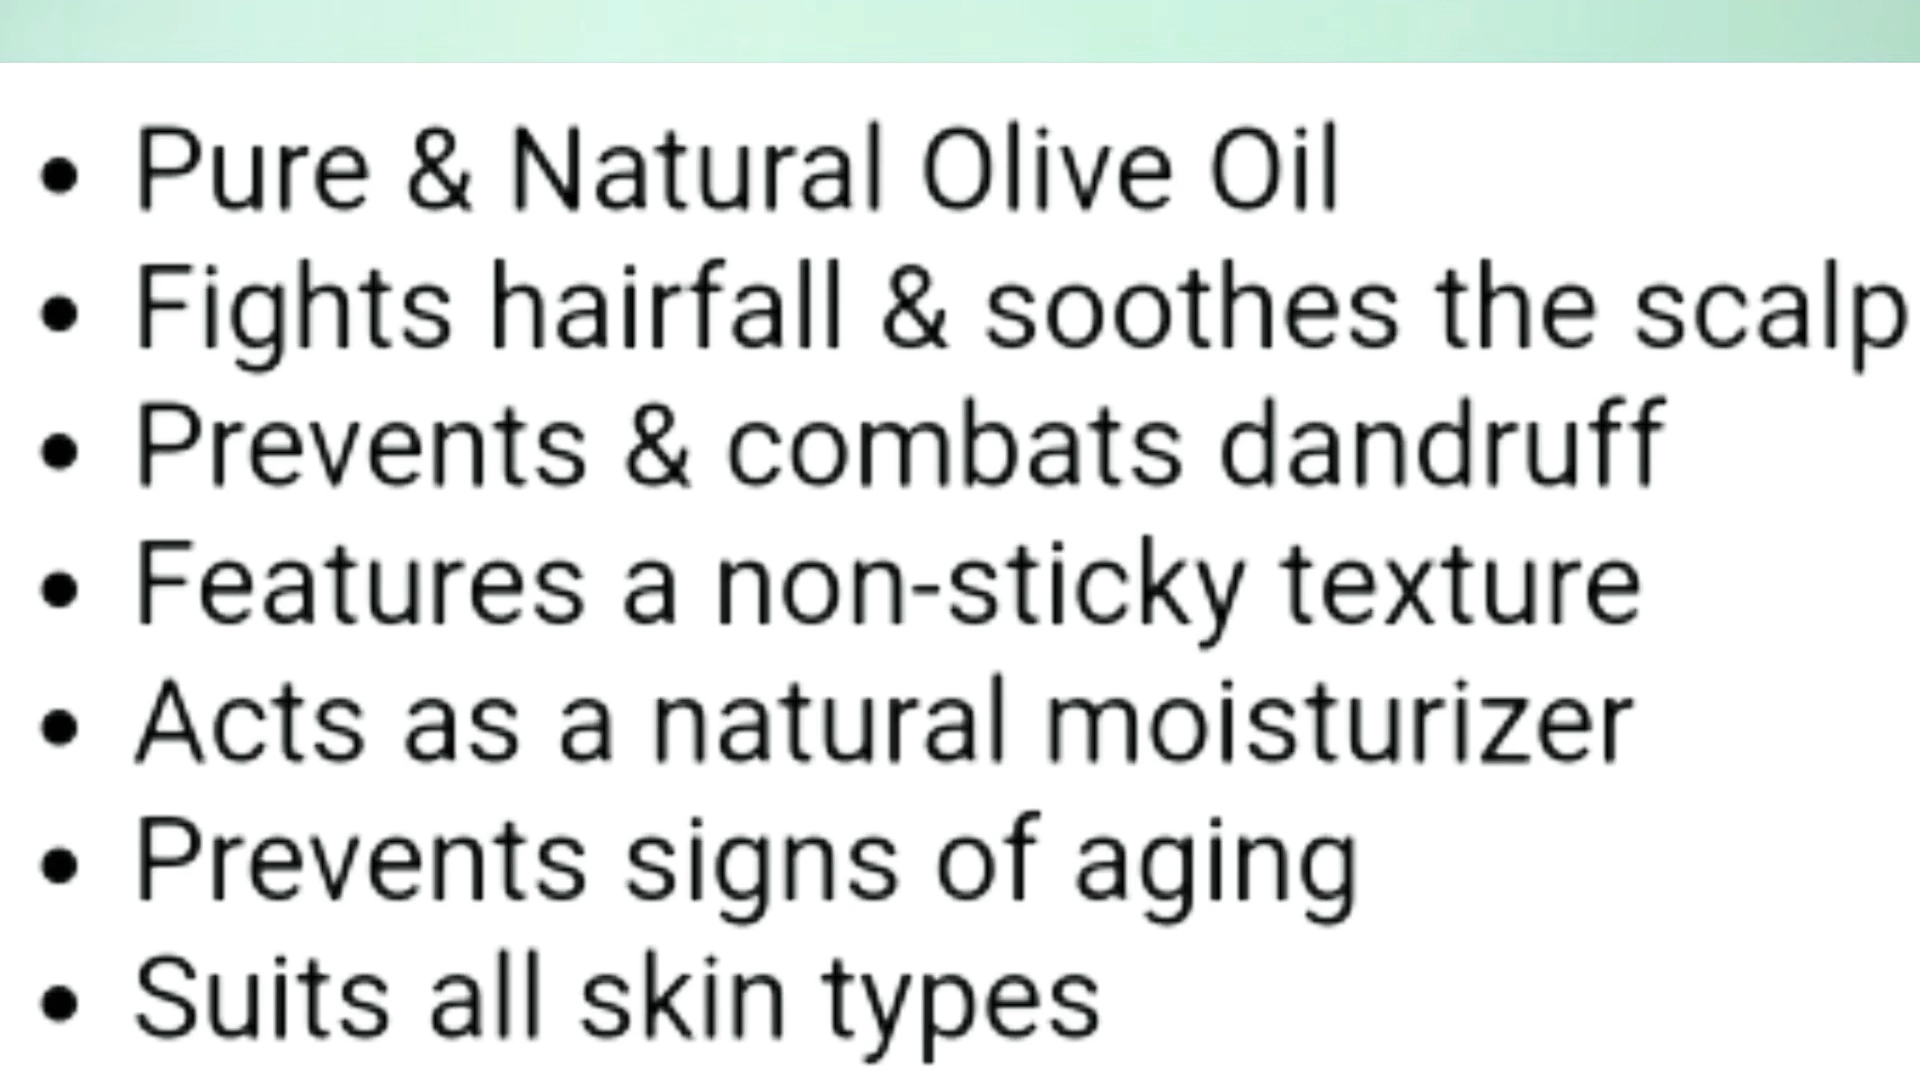 • Pure & Natural Olive Oil
• Fights hairfall & soothes the scalp
• Prevents & combats dandruff
• Features a non-sticky texture
• Acts as a natural moisturizer
• Prevents signs of aging
• Suits all skin types